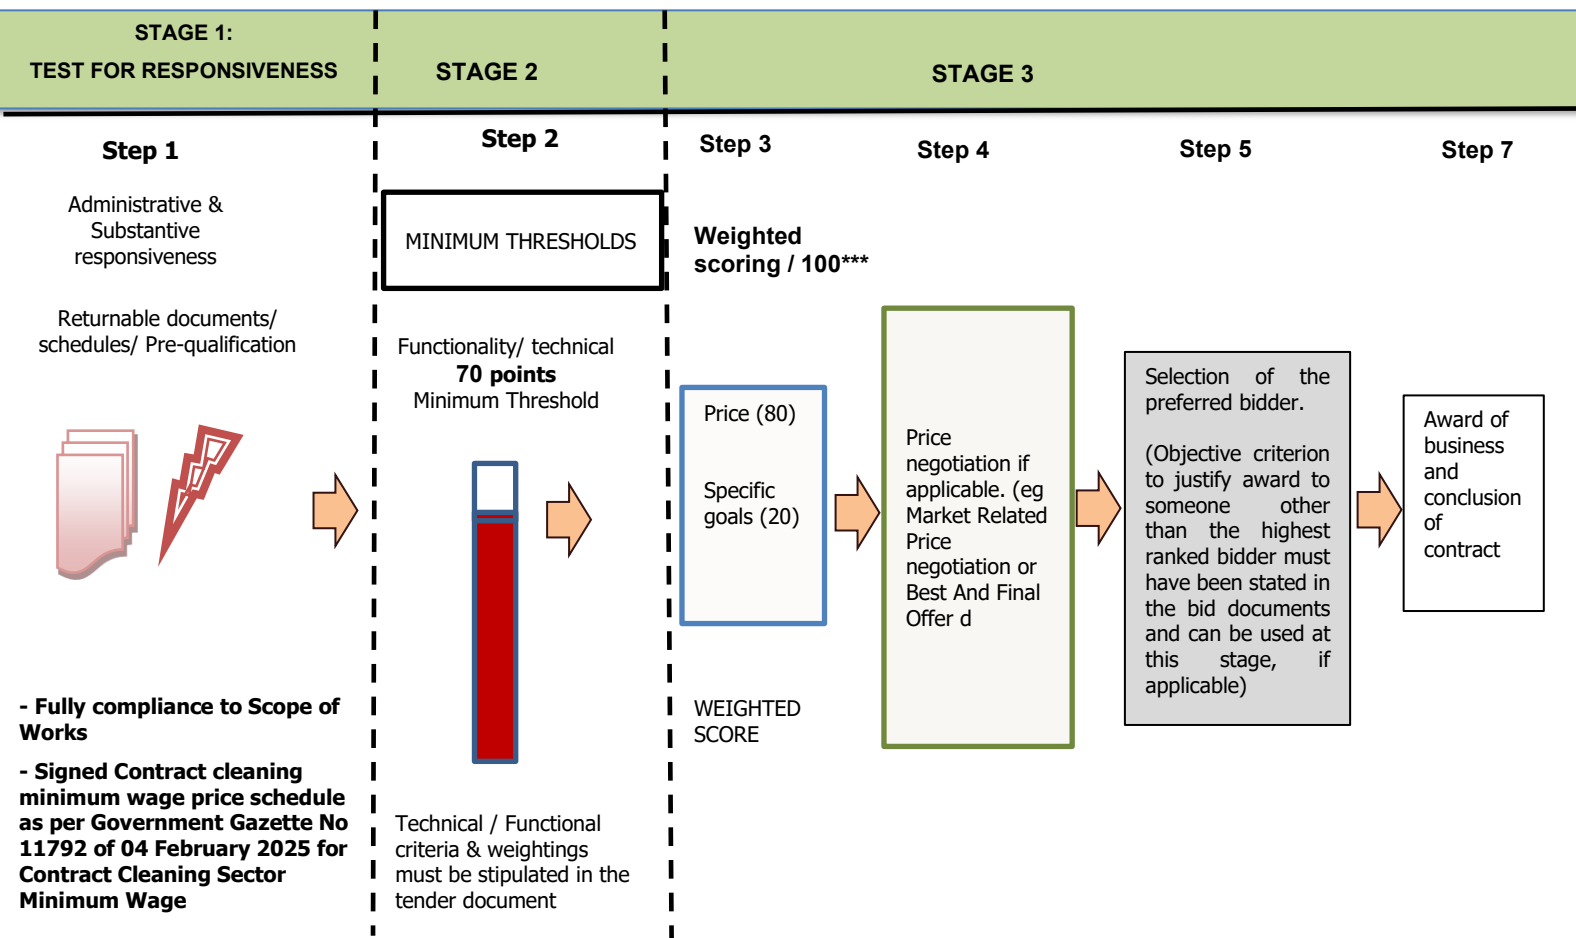 STAGE 1:
TEST FOR RESPONSIVENESS
STAGE 2
STAGE 3
Step 1
Administrative &
Substantive
responsiveness
Returnable documents/
schedules/ Pre-qualification
- Fully compliance to Scope of
Works
- Signed Contract cleaning
minimum wage price schedule
as per Government Gazette No
11792 of 04 February 2025 for
Contract Cleaning Sector
Minimum Wage
Step 2
MINIMUM THRESHOLDS
Functionality/ technical
70 points
Minimum Threshold
Technical / Functional
criteria & weightings
must be stipulated in the
tender document
Step 3
Weighted
scoring / 100***
Price (80)
Specific
goals (20)
WEIGHTED
SCORE
Step 4
Price
negotiation if
applicable. (eg
Market Related
Price
negotiation or
Best And Final
Offer d
Step 5
Selection of the
preferred bidder.
(Objective criterion
to justify award to
someone other
than the highest
ranked bidder must
have been stated in
the bid documents
and can be used at
this stage, if
applicable)
Step 7
Award of
business
and
conclusion
of
contract